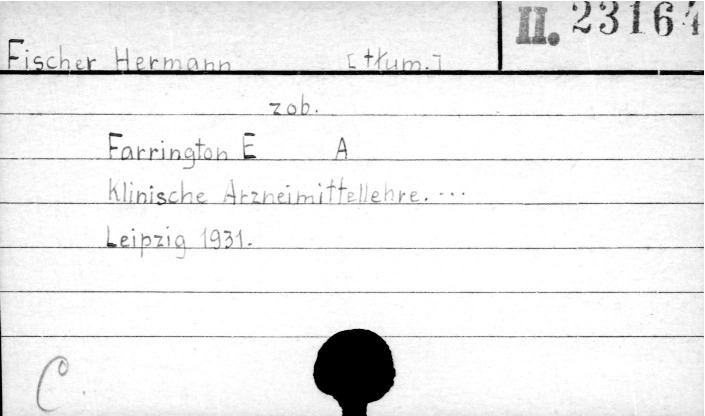 II. 23164
Fischer Hermann [tłum.]
zob.
Farrington E A
Klinische Arzneimittellehre. ...
Leipzig 1931.
C.